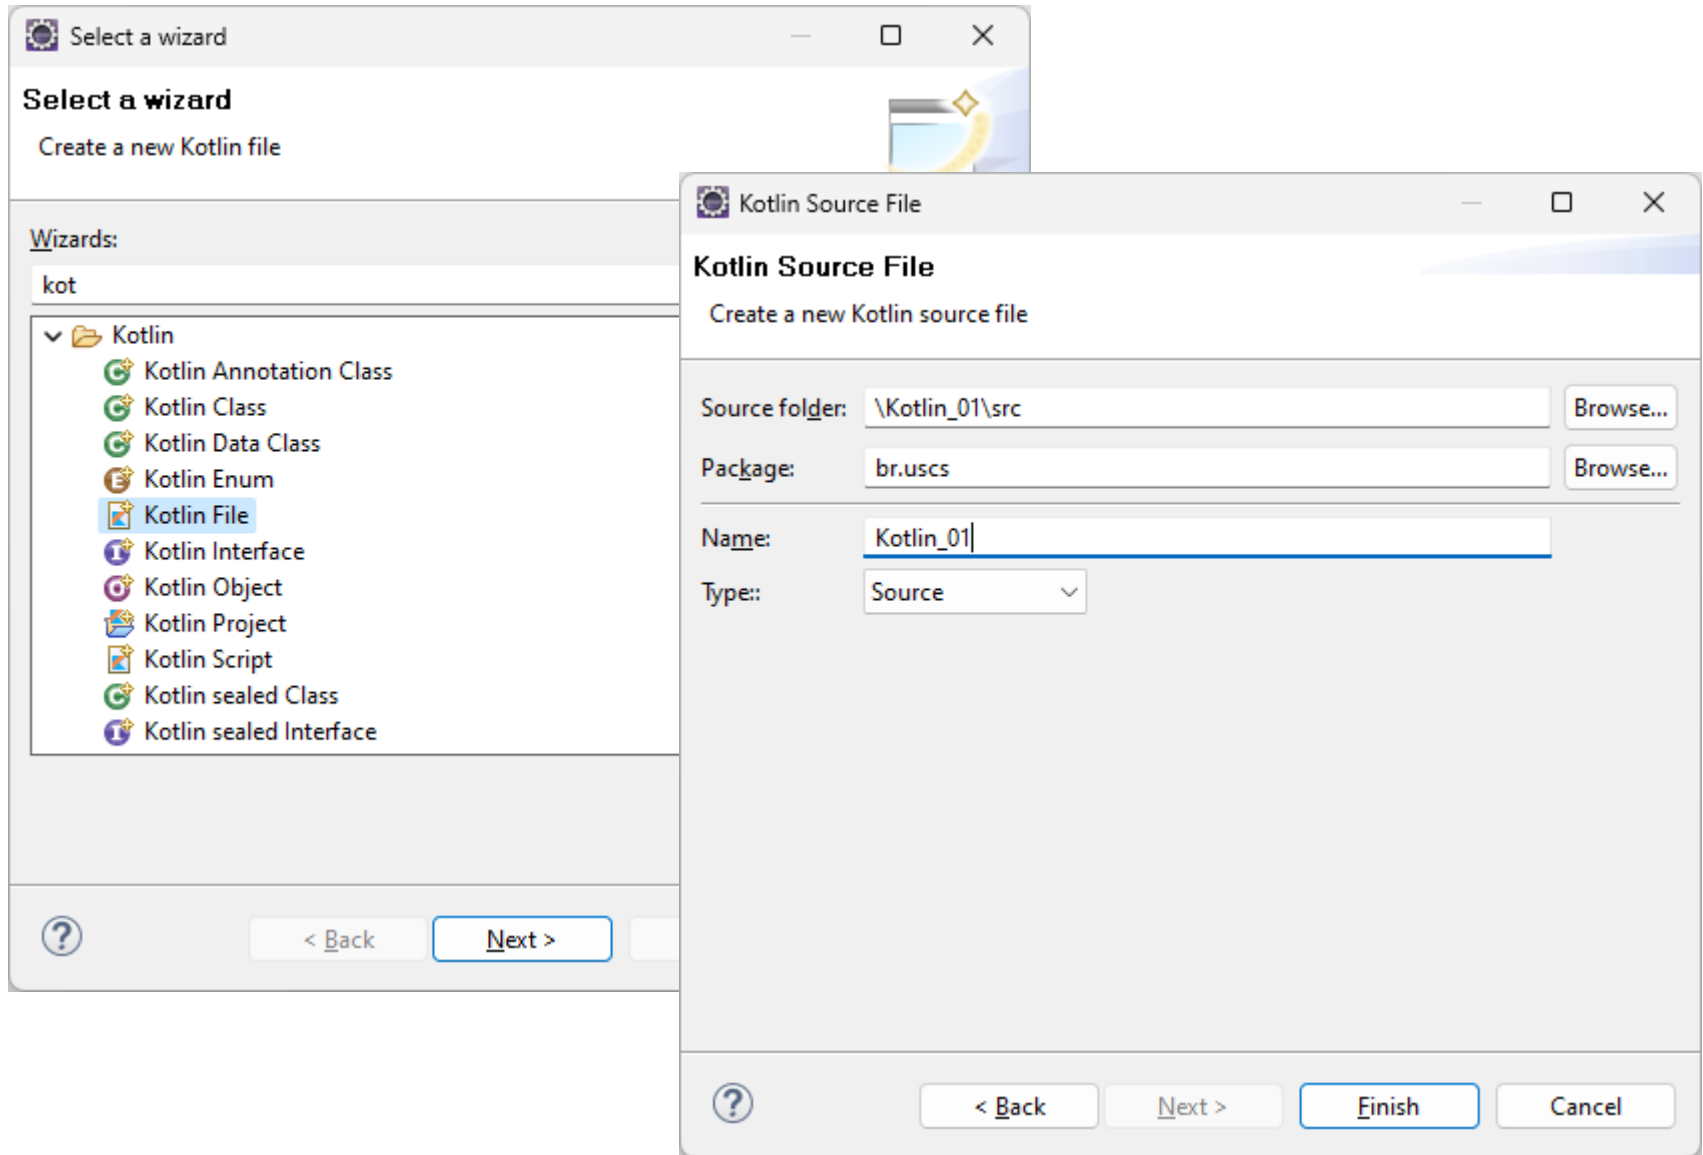 Select a wizard
Select a wizard
Create a new Kotlin file
Wizards:
kot
Kotlin
Kotlin Annotation Class
Kotlin Class
Kotlin Data Class
Kotlin Enum
Kotlin File
Kotlin Interface
Kotlin Object
Kotlin Project
Kotlin Script
Kotlin sealed Class
Kotlin sealed Interface
? < Back Next >
Kotlin Source File
Kotlin Source File
Create a new Kotlin source file
Source folder: \Kotlin_01\src Browse...
Package: br.uscs Browse...
Name: Kotlin_01
Type:: Source
? < Back Next > Finish Cancel